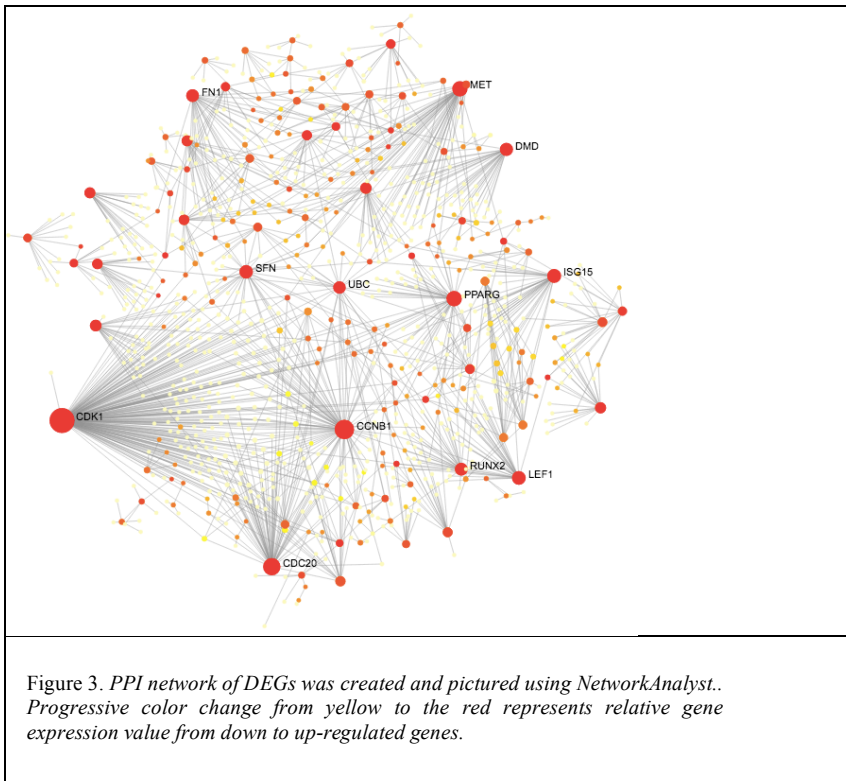 FN1
MET
DMD
SFN
UBC
PPARG
ISG15
CDK1
CCNB1
RUNX2
LEF1
CDC20
Figure 3. PPI network of DEGs was created and pictured using NetworkAnalyst..
Progressive color change from yellow to the red represents relative gene
expression value from down to up-regulated genes.